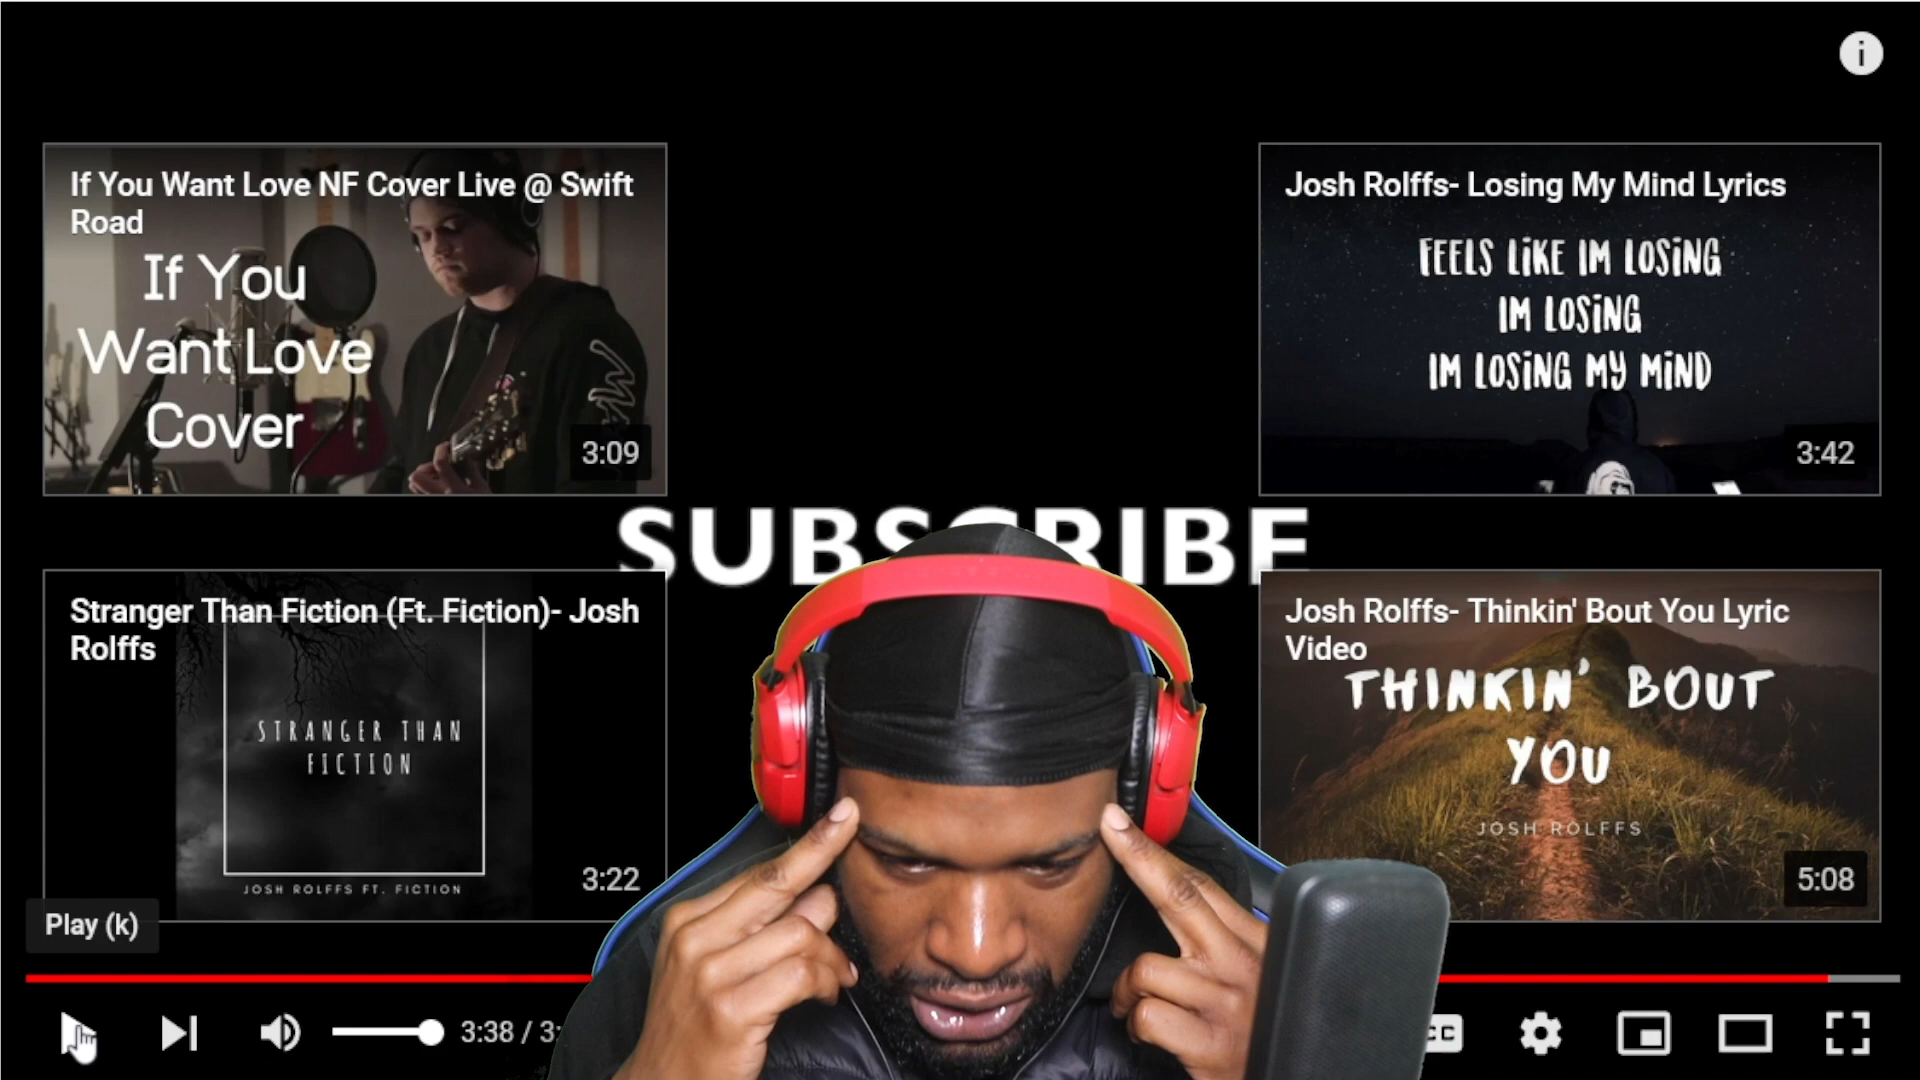 i
If You Want Love NF Cover Live @ Swift
Road
If You
Want Love
Cover
3:09
Josh Rolffs- Losing My Mind Lyrics
FEELS LiKE IM LOSiNG
IM LOSiNG
IM LOSiNG MY MiND
3:42
SUBSCRIBE
Stranger Than Fiction (Ft. Fiction)- Josh
Rolffs
STRANGER THAN
FICTION
JOSH ROLFFS FT. FICTION
3:22
Josh Rolffs- Thinkin' Bout You Lyric
Video
THINKIN' BOUT
YOU
JOSH ROLFFS
5:08
Play (k)
3:38 / 3:
CC